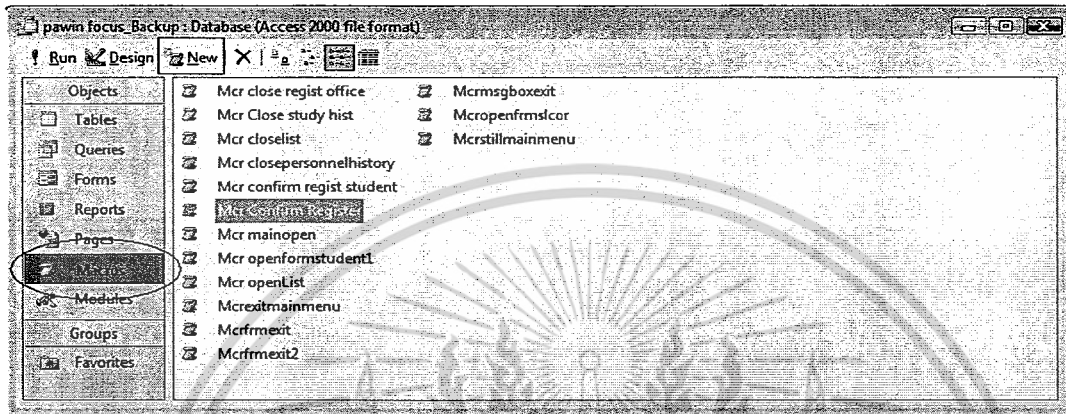 pawin focus_Backup : Database (Access 2000 file format)
Run Design New
Objects
Tables
Queries
Forms
Reports
Pages
Macros
Modules
Groups
Favorites
Mcr close regist office
Mcr Close study hist
Mcr closelist
Mcr closepersonnelhistory
Mcr confirm regist student
Mcr Confirm Register
Mcr mainopen
Mcr openformstudent1
Mcr openList
Mcrexitmainmenu
Mcrfrmexit
Mcrfrmexit2
Mcrmsgboxexit
Mcropenfrmslcor
Mcrstillmainmenu